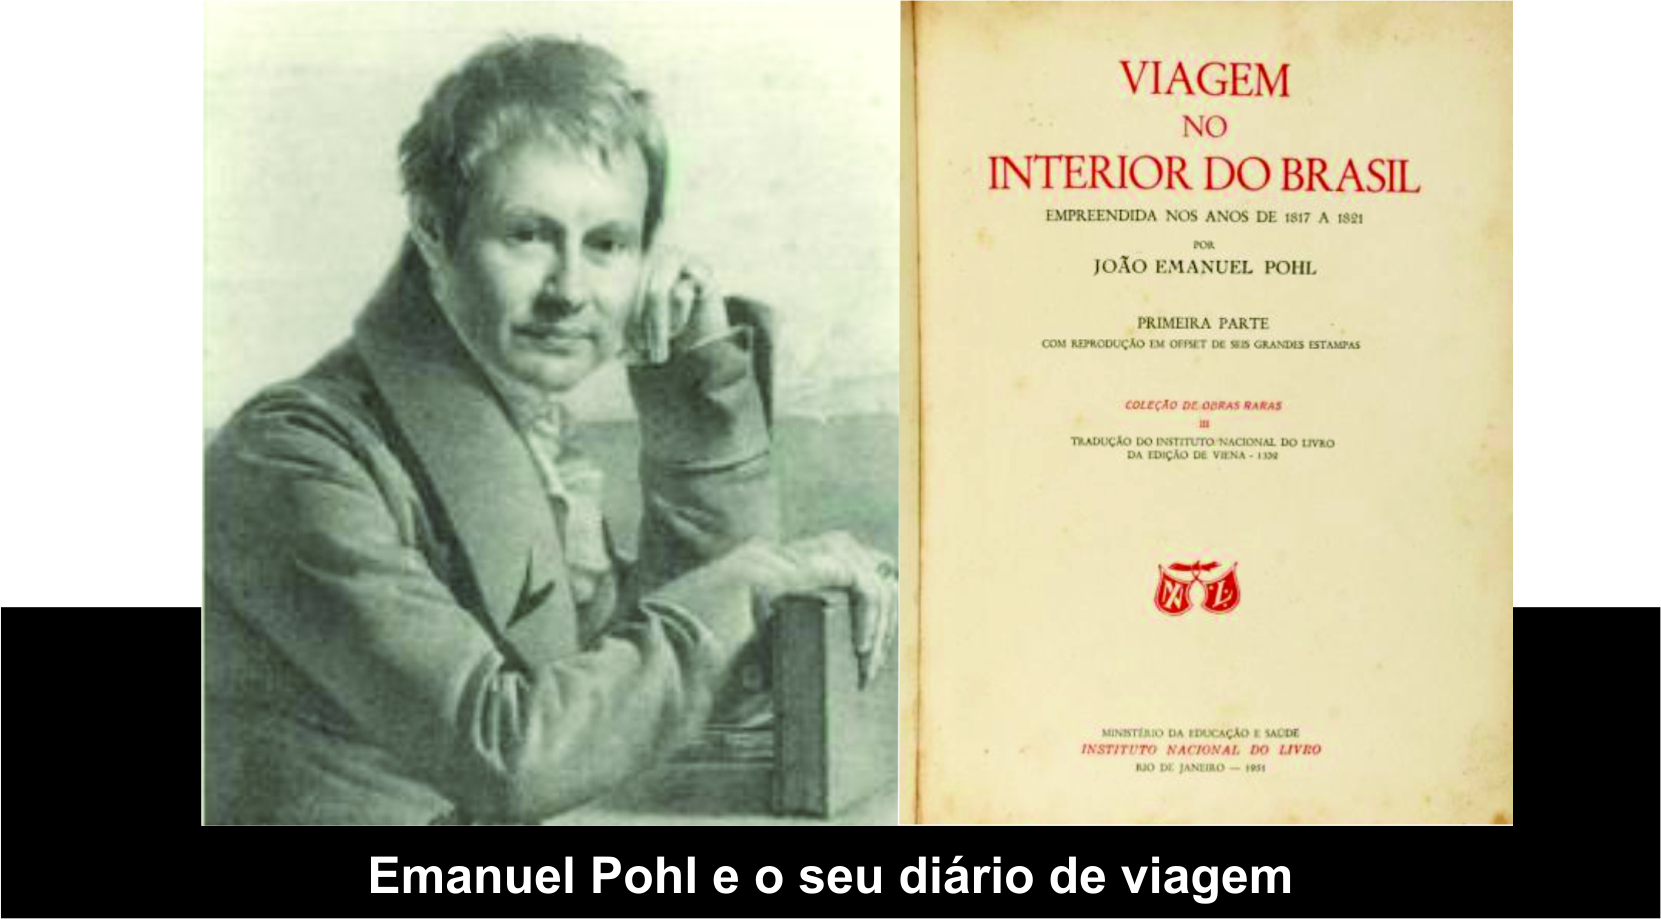 VIAGEM
NO
INTERIOR DO BRASIL
EMPREENDIDA NOS ANOS DE 1817 A 1821
POR
JOÃO EMANUEL POHL
PRIMEIRA PARTE
COM REPRODUÇÃO EM OFFSET DE SEIS GRANDES ESTAMPAS
COLEÇÃO DE OBRAS RARAS
III
TRADUÇÃO DO INSTITUTO NACIONAL DO LIVRO
DA EDIÇÃO DE VIENA -
MINISTÉRIO DA EDUCAÇÃO E SAÚDE
INSTITUTO NACIONAL DO LIVRO
RIO DE JANEIRO — 1951
Emanuel Pohl e o seu diário de viagem